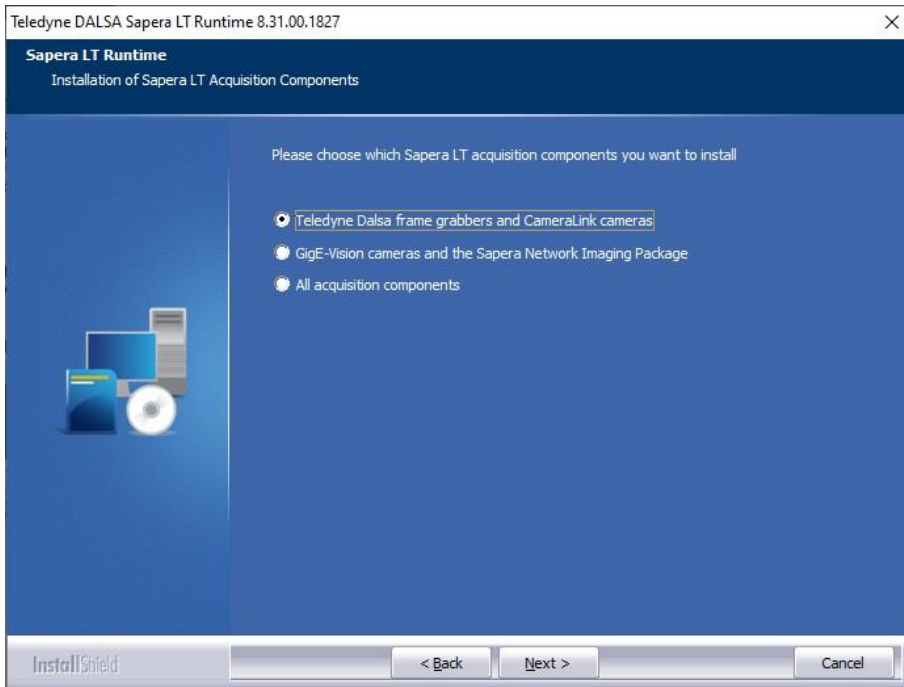 Teledyne DALSA Sapera LT Runtime 8.31.00.1827
Sapera LT Runtime
Installation of Sapera LT Acquisition Components
Please choose which Sapera LT acquisition components you want to install
Teledyne Dalsa frame grabbers and CameraLink cameras
GigE-Vision cameras and the Sapera Network Imaging Package
All acquisition components
InstallShield
< Back
Next >
Cancel